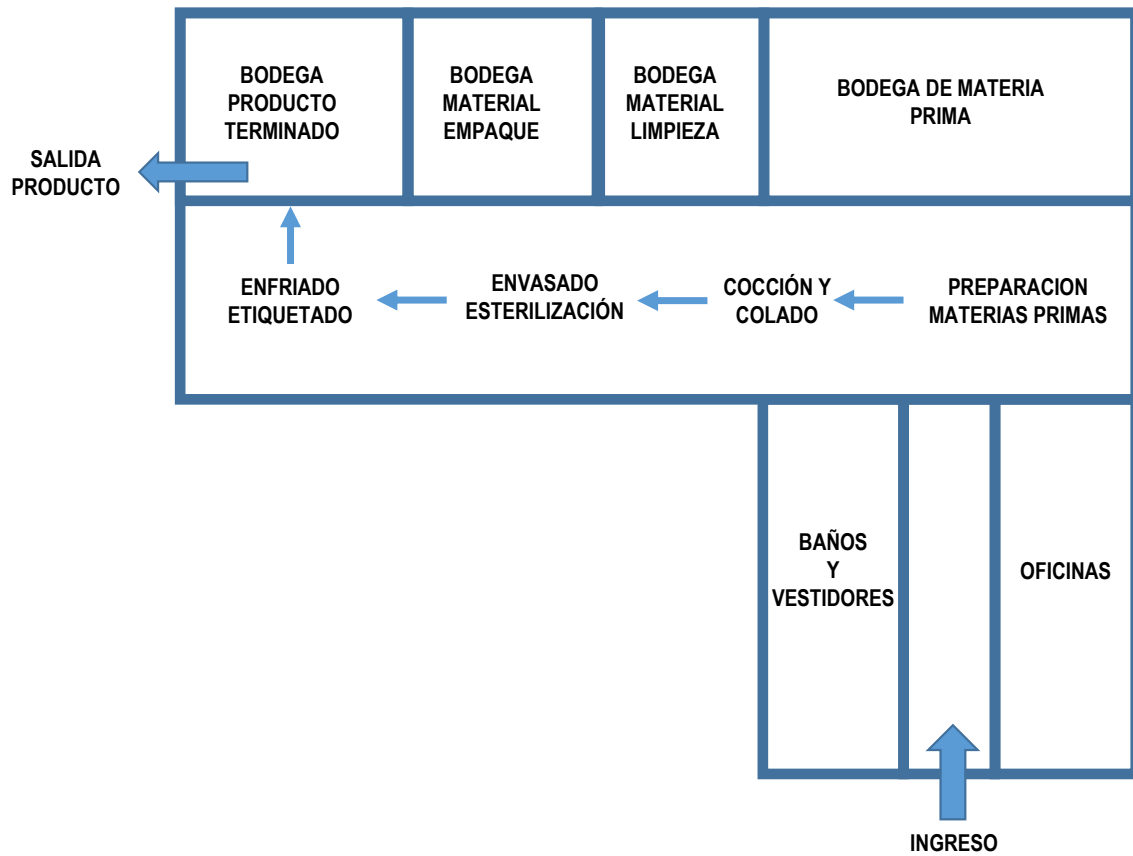 BODEGA
PRODUCTO
TERMINADO
BODEGA
MATERIAL
EMPAQUE
BODEGA
MATERIAL
LIMPIEZA
BODEGA DE MATERIA
PRIMA
SALIDA
PRODUCTO
ENFRIADO
ETIQUETADO
ENVASADO
ESTERILIZACIÓN
COCCIÓN Y
COLADO
PREPARACION
MATERIAS PRIMAS
BAÑOS
Y
VESTIDORES
OFICINAS
INGRESO